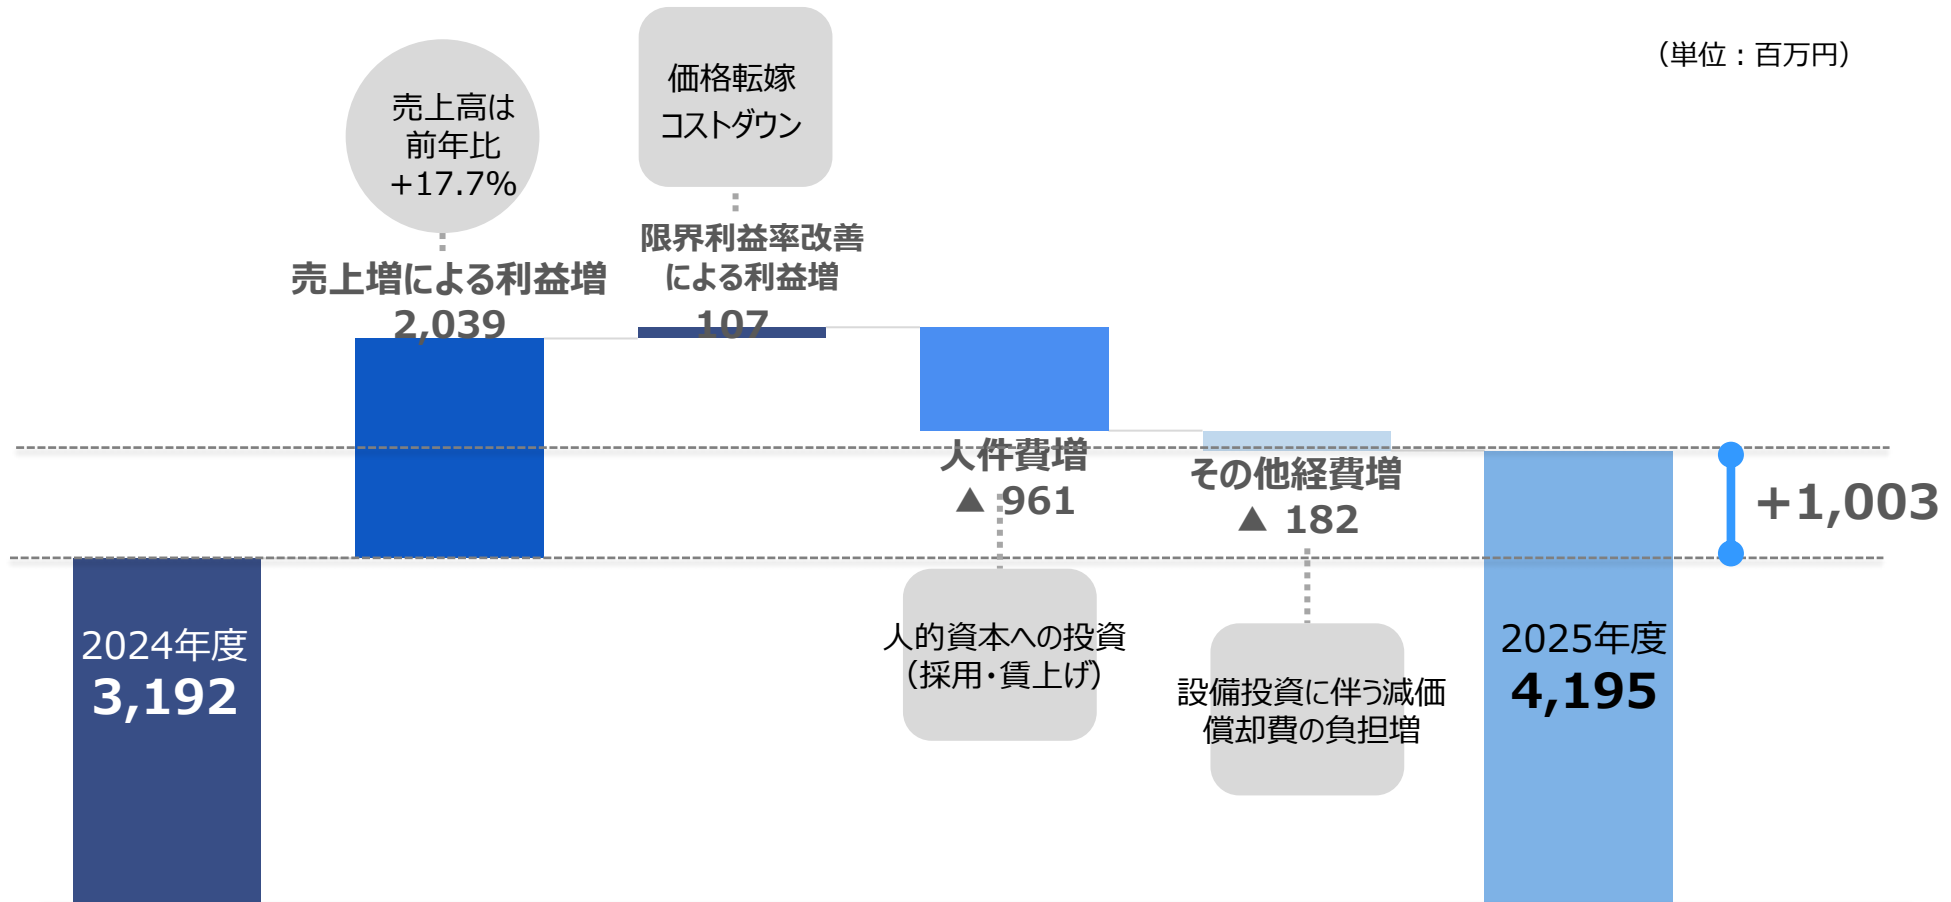 （単位：百万円）
売上高は
前年比
+17.7%
価格転嫁
コストダウン
売上増による利益増
2,039
限界利益率改善
による利益増
107
人件費増
▲ 961
その他経費増
▲ 182
+1,003
人的資本への投資
（採用・賃上げ）
設備投資に伴う減価
償却費の負担増
2024年度
3,192
2025年度
4,195